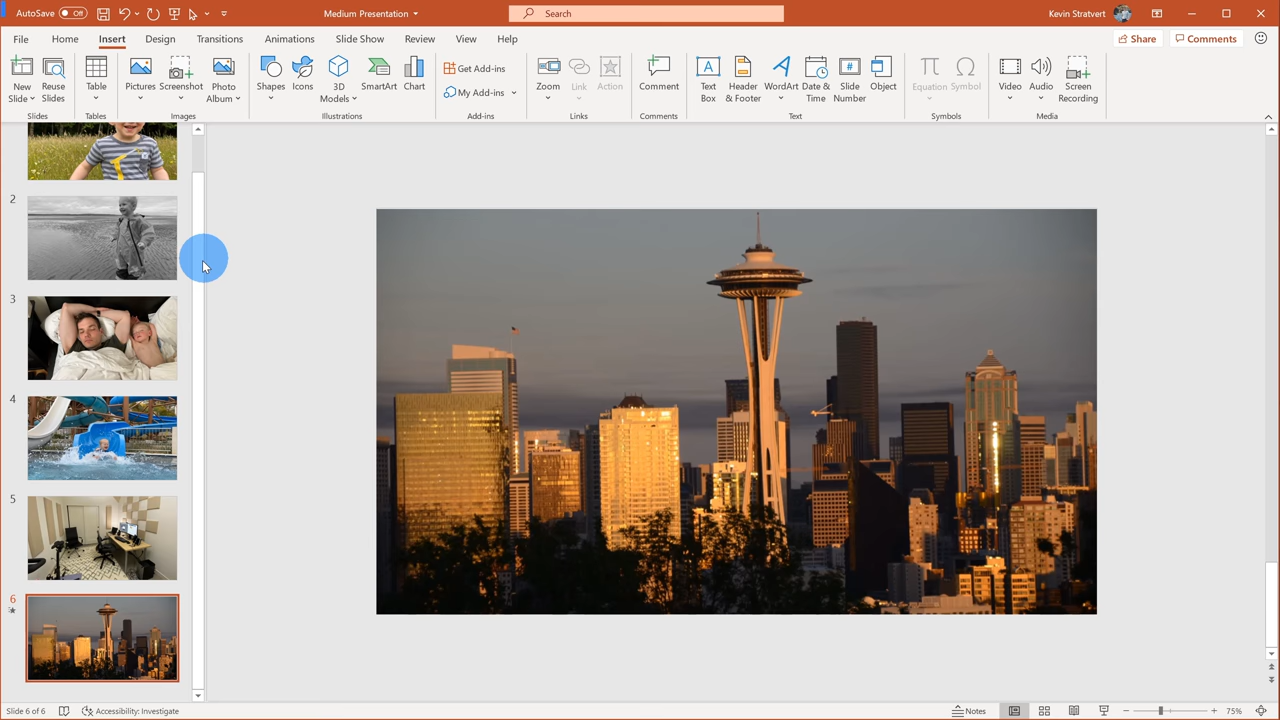 AutoSave Off Medium Presentation Search Kevin Stratvert
File Home Insert Design Transitions Animations Slide Show Review View Help Share Comments
New Slide Reuse Slides Table Pictures Screenshot Photo Album Shapes Icons 3D Models SmartArt Chart Get Add-ins My Add-ins Zoom Link Action Comment Text Box Header & Footer WordArt Date & Time Slide Number Object Equation Symbol Video Audio Screen Recording
Slides Tables Images Illustrations Add-ins Links Comments Text Symbols Media
2
3
4
5
6
Slide 6 of 6 Accessibility: Investigate Notes 75%